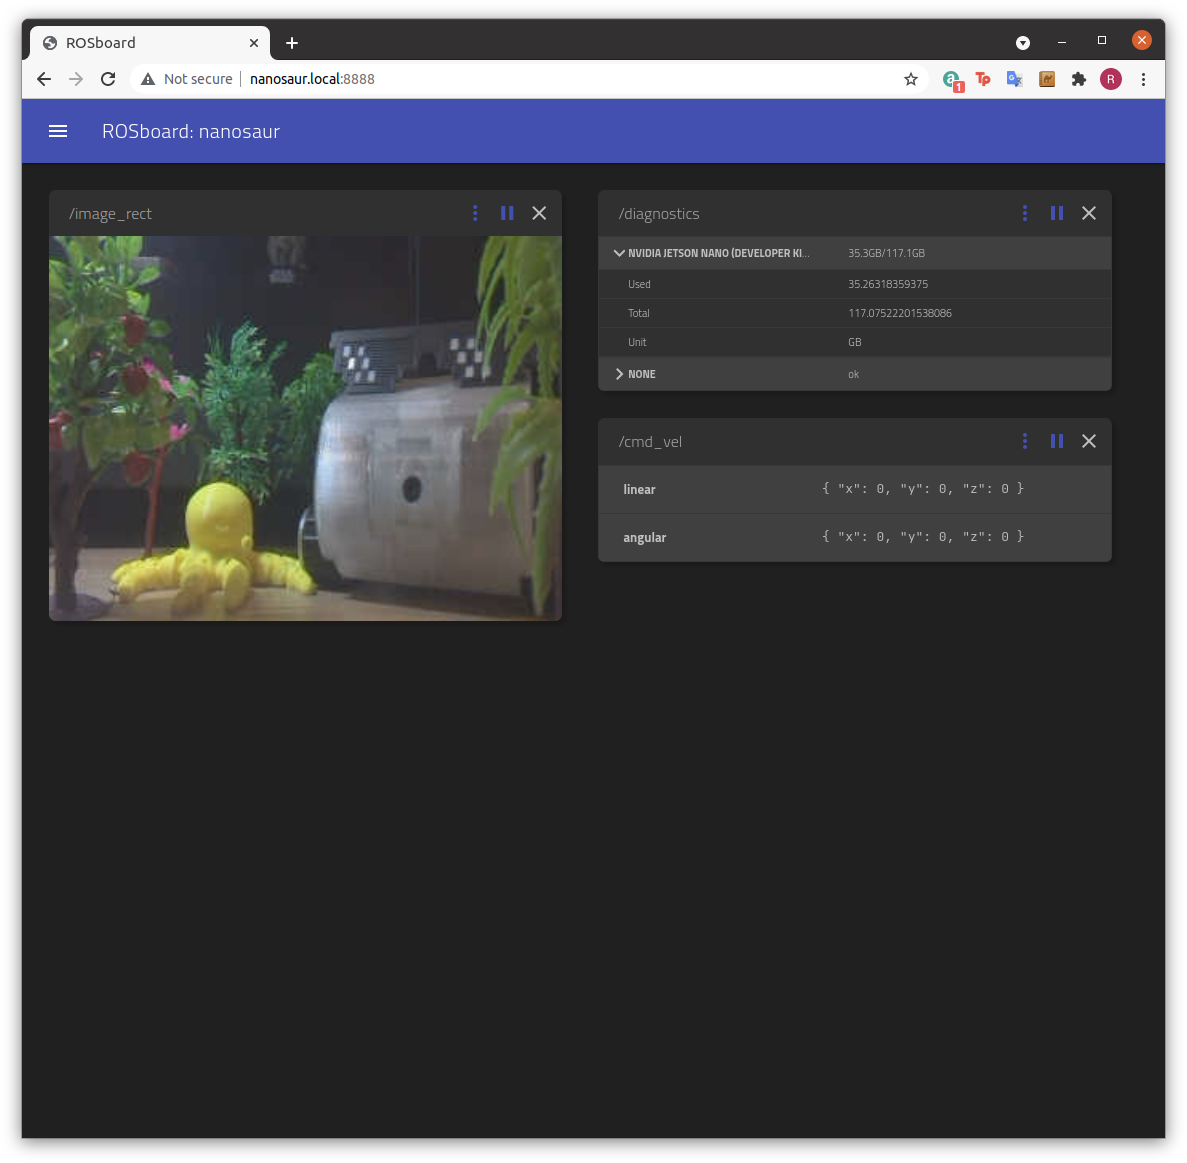 ROSboard
Not secure
nanosaur.local:8888
a
1
Tp
G
R
ROSboard: nanosaur
/image_rect
/diagnostics
NVIDIA JETSON NANO (DEVELOPER KI... 35.3GB/117.1GB
Used 35.26318359375
Total 117.07522201538086
Unit GB
NONE ok
/cmd_vel
linear { "x": 0, "y": 0, "z": 0 }
angular { "x": 0, "y": 0, "z": 0 }